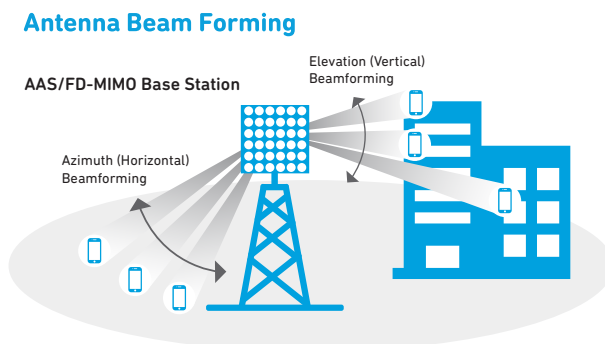 Antenna Beam Forming
Elevation (Vertical)
Beamforming
AAS/FD-MIMO Base Station
Azimuth (Horizontal)
Beamforming